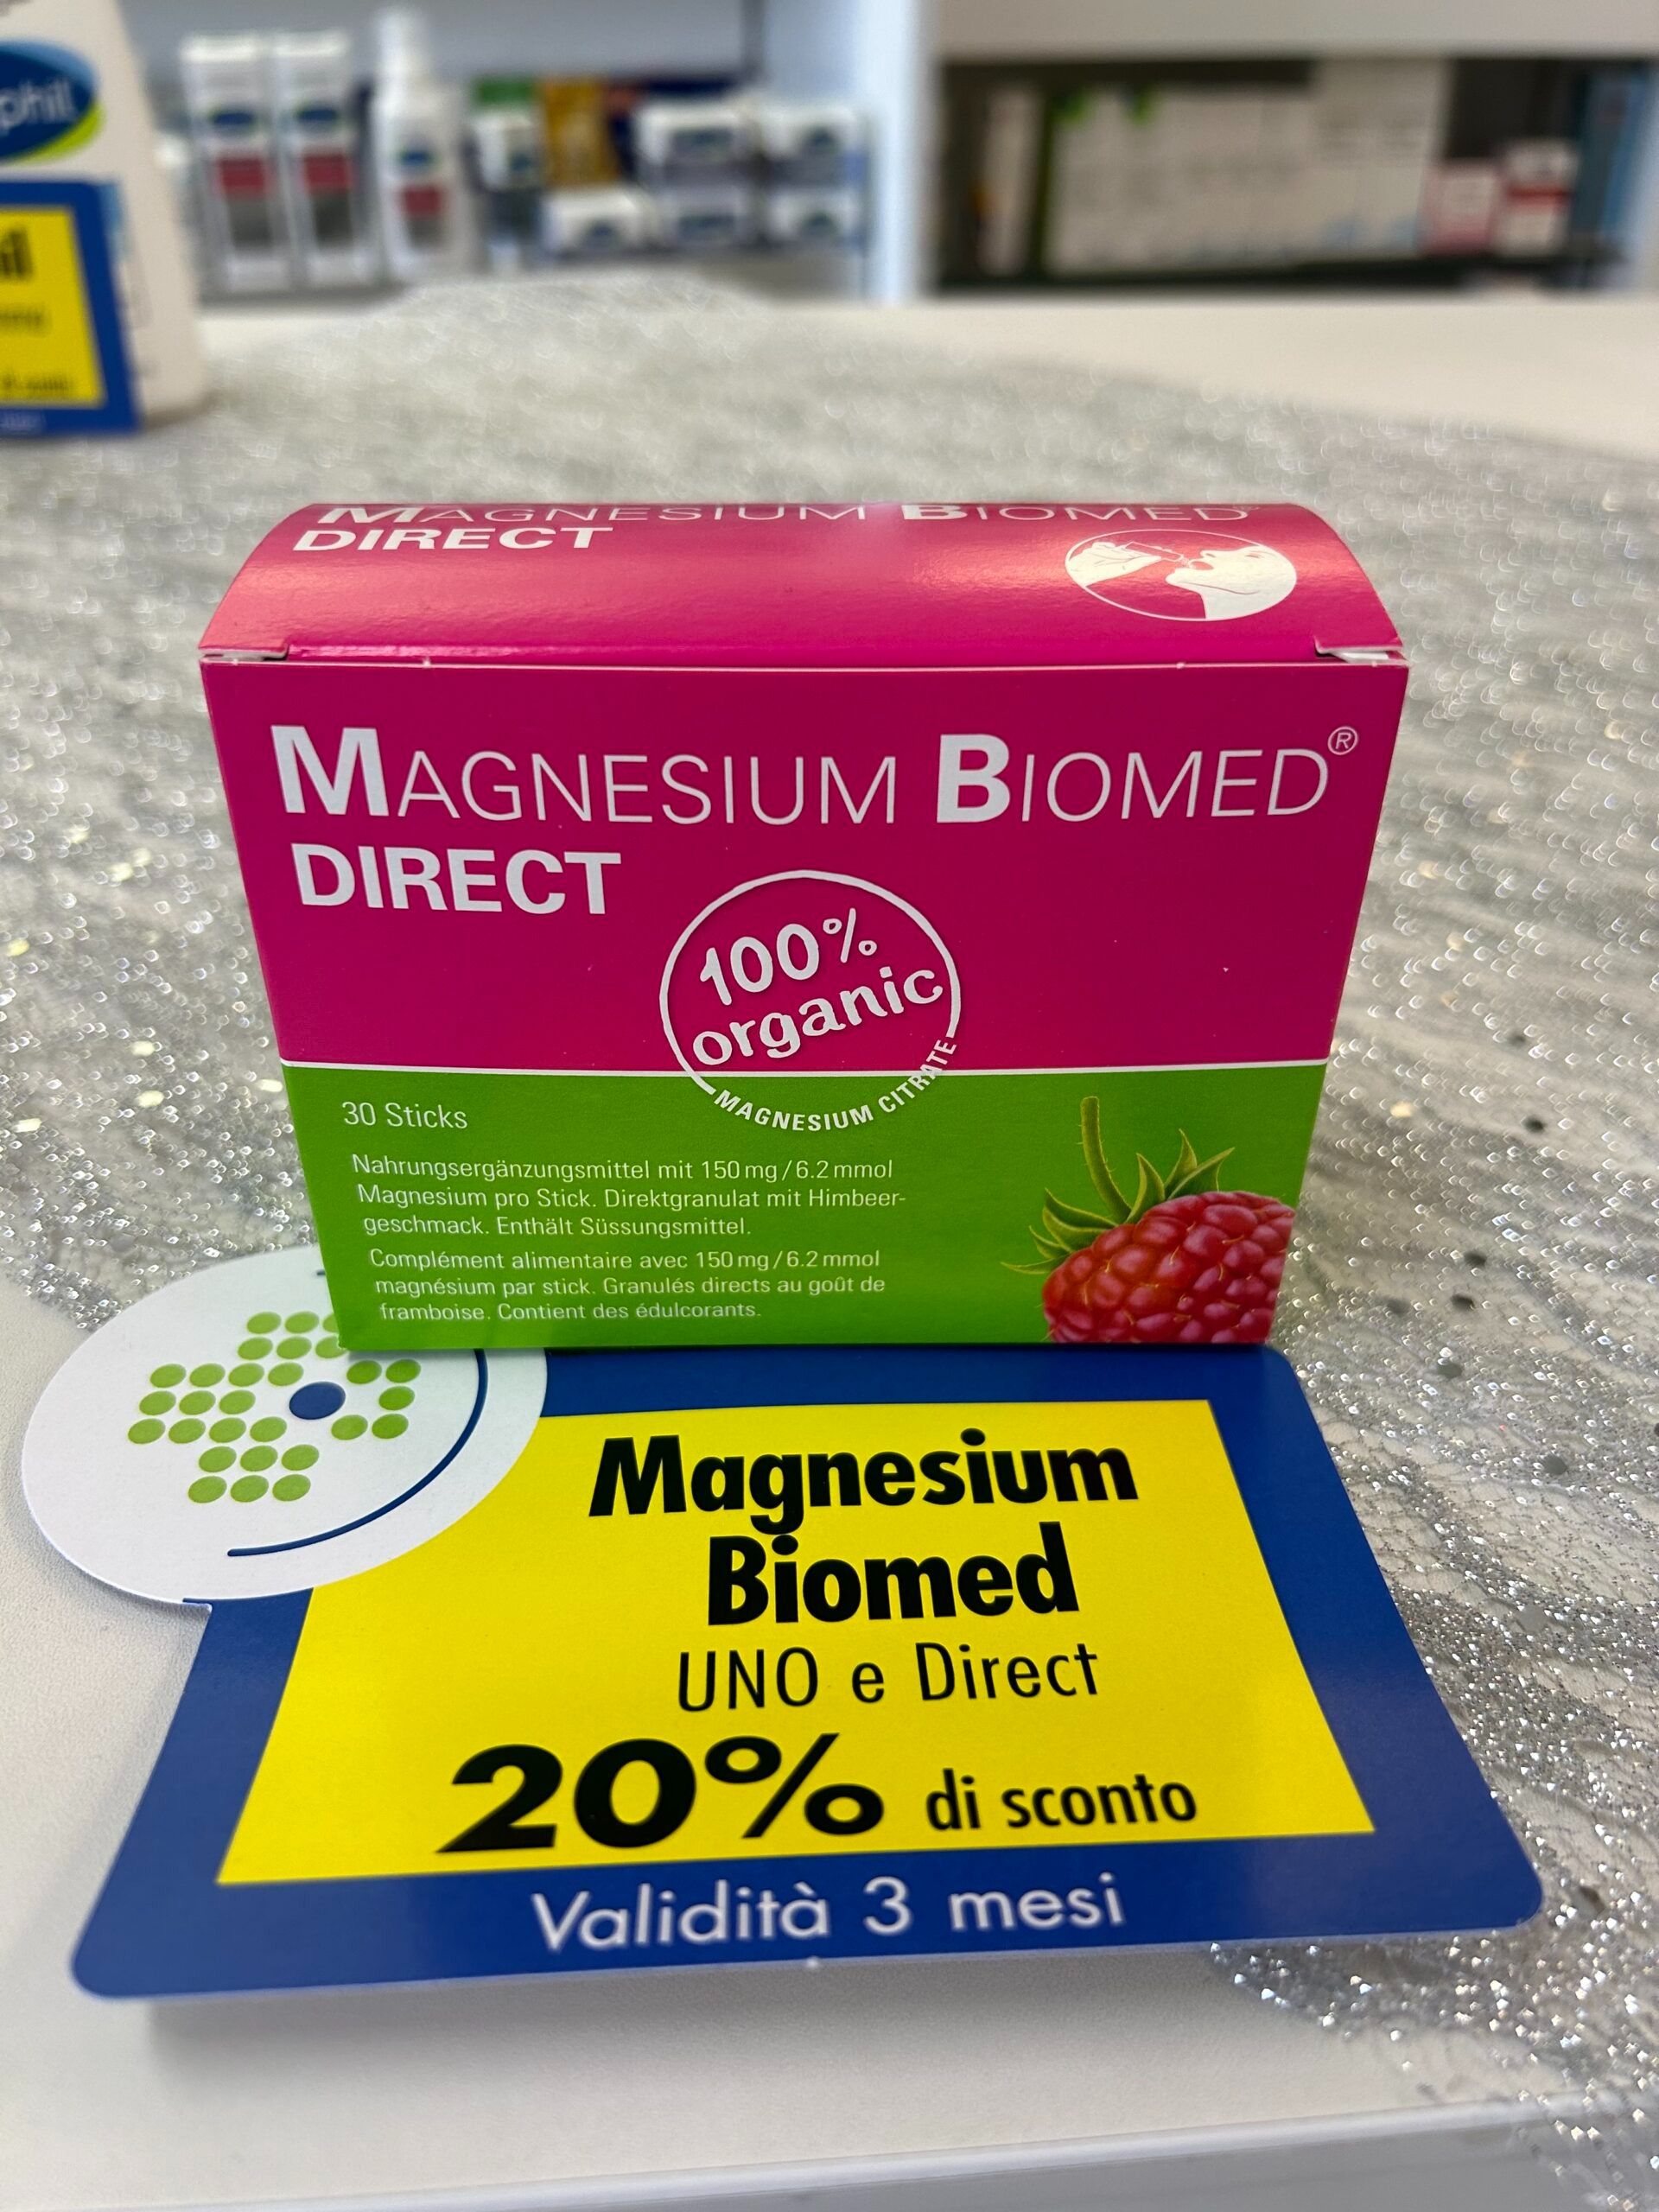 phil
MAGNESIUM BIOMED
DIRECT
MAGNESIUM BIOMED®
DIRECT
100%
organic
MAGNESIUM CITRATE
30 Sticks
Nahrungsergänzungsmittel mit 150 mg/6.2 mmol
Magnesium pro Stick. Direktgranulat mit Himbeer-
geschmack. Enthält Süssungsmittel.
Complément alimentaire avec 150 mg/6.2 mmol
magnésium par stick. Granulés directs au goût de
framboise. Contient des édulcorants.
Magnesium
Biomed
UNO e Direct
20% di sconto
Validità 3 mesi